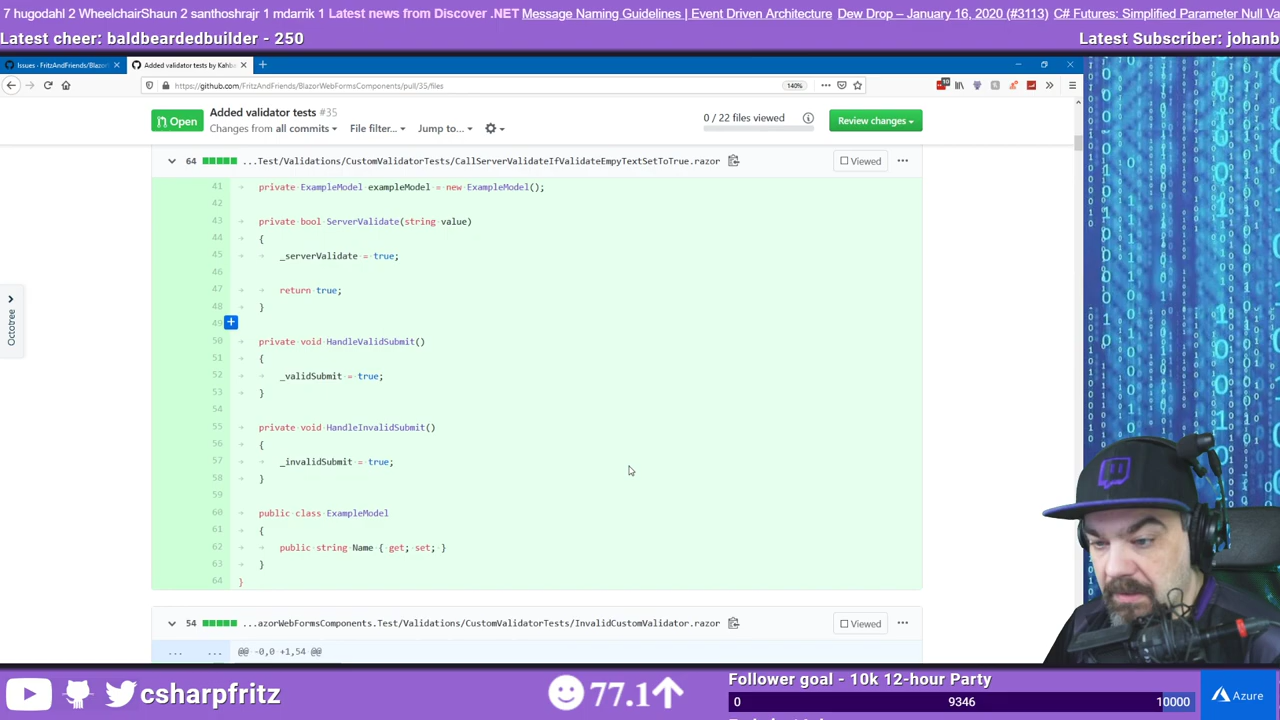 7 hugodahl 2 WheelchairShaun 2 santhoshrajr 1 mdarrik 1 Latest news from Discover .NET Message Naming Guidelines | Event Driven Architecture Dew Drop – January 16, 2020 (#3113) C# Futures: Simplified Parameter Null Va
Latest cheer: baldbeardedbuilder - 250
Latest Subscriber: johanb
Issues · FritzAndFriends/Blazor
Added validator tests by Kahb
https://github.com/FritzAndFriends/BlazorWebFormsComponents/pull/35/files
140%
Open
Added validator tests #35
Changes from all commits
File filter...
Jump to...
0 / 22 files viewed
Review changes
64
...Test/Validations/CustomValidatorTests/CallServerValidateIfValidateEmpyTextSetToTrue.razor
Viewed
41 private ExampleModel exampleModel = new ExampleModel();
42
43 private bool ServerValidate(string value)
44 {
45 _serverValidate = true;
46
47 return true;
48 }
49
50 private void HandleValidSubmit()
51 {
52 _validSubmit = true;
53 }
54
55 private void HandleInvalidSubmit()
56 {
57 _invalidSubmit = true;
58 }
59
60 public class ExampleModel
61 {
62 public string Name { get; set; }
63 }
64 }
54
...azorWebFormsComponents.Test/Validations/CustomValidatorTests/InvalidCustomValidator.razor
Viewed
... ... @@ -0,0 +1,54 @@
Octotree
csharpfritz
77.1
Follower goal - 10k 12-hour Party
0 9346 10000
Azure